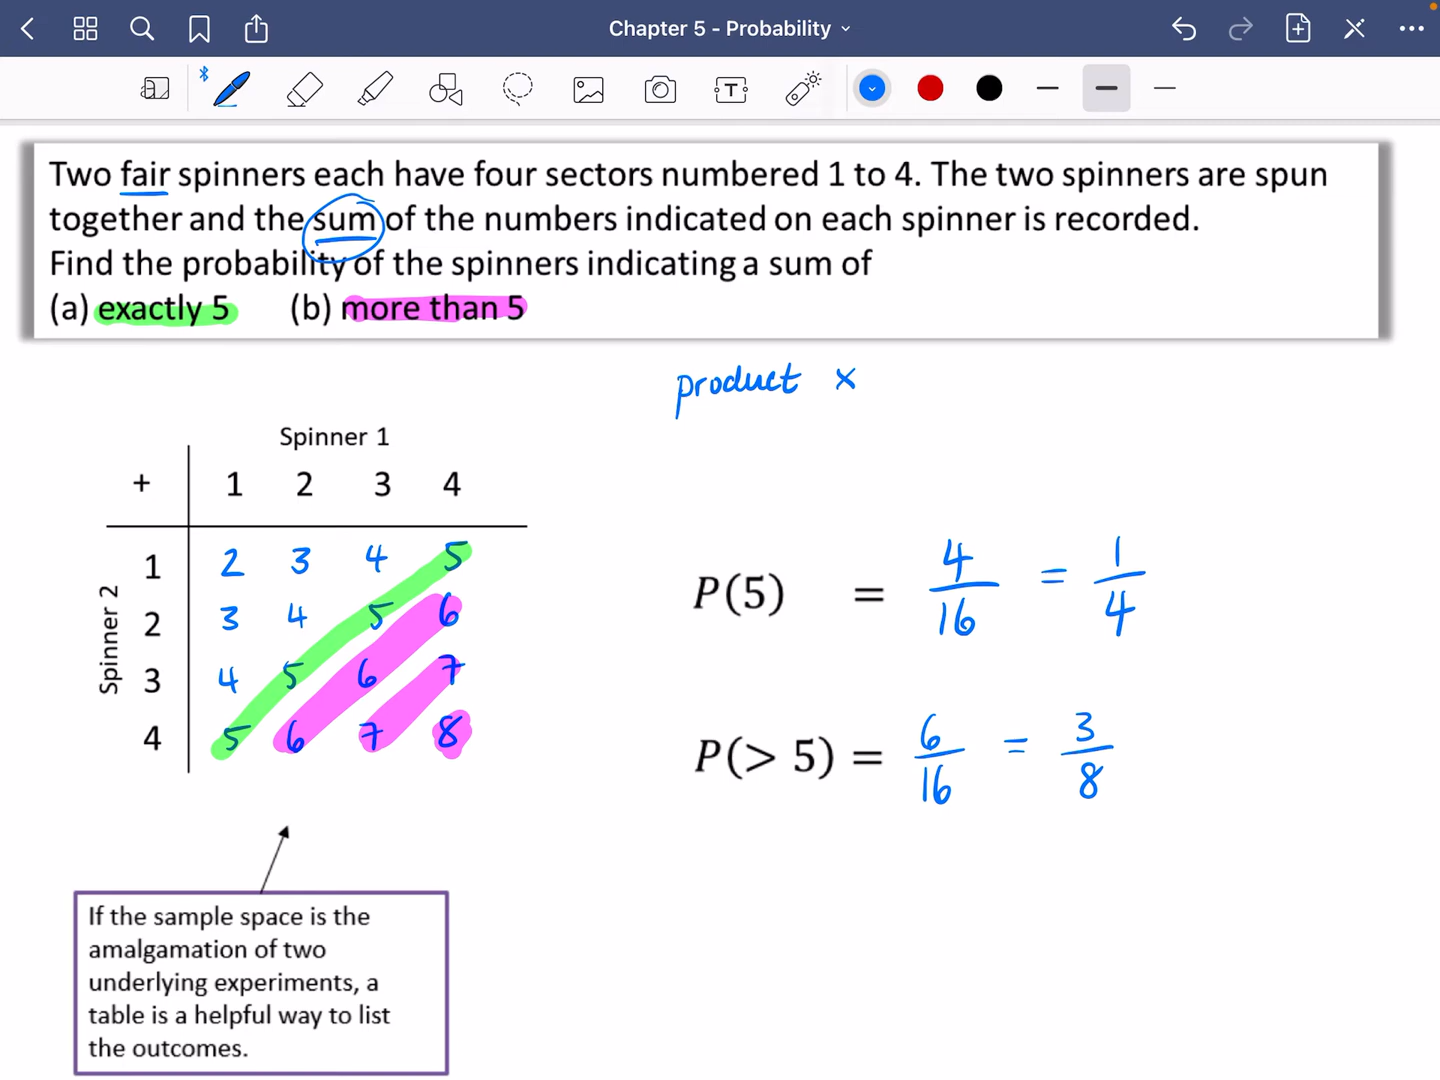 Chapter 5 - Probability
Two fair spinners each have four sectors numbered 1 to 4. The two spinners are spun
together and the sum of the numbers indicated on each spinner is recorded.
Find the probability of the spinners indicating a sum of
(a) exactly 5 (b) more than 5
product ×
Spinner 1
+ 1 2 3 4
Spinner 2
1 2 3 4 5
2 3 4 5 6
3 4 5 6 7
4 5 6 7 8
P(5) = 4/16 = 1/4
P(> 5) = 6/16 = 3/8
If the sample space is the
amalgamation of two
underlying experiments, a
table is a helpful way to list
the outcomes.